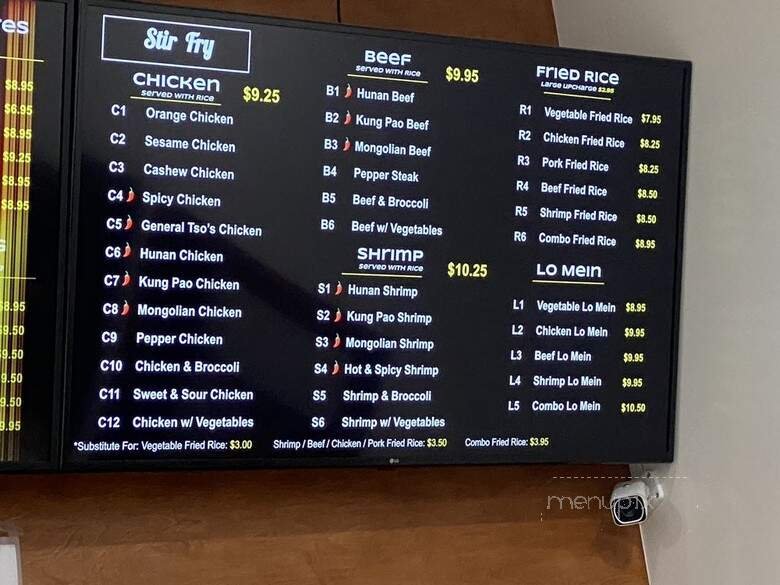 res
$8.95
$6.95
$8.95
$9.25
$8.95
$8.95
$8.95
$9.50
$9.50
9.50
9.50
9.95
Stir Fry
CHICKEN $9.25
SERVED WITH RICE
C1 Orange Chicken
C2 Sesame Chicken
C3 Cashew Chicken
C4 Spicy Chicken
C5 General Tso's Chicken
C6 Hunan Chicken
C7 Kung Pao Chicken
C8 Mongolian Chicken
C9 Pepper Chicken
C10 Chicken & Broccoli
C11 Sweet & Sour Chicken
C12 Chicken w/ Vegetables
BEEF $9.95
SERVED WITH RICE
B1 Hunan Beef
B2 Kung Pao Beef
B3 Mongolian Beef
B4 Pepper Steak
B5 Beef & Broccoli
B6 Beef w/ Vegetables
SHRIMP $10.25
SERVED WITH RICE
S1 Hunan Shrimp
S2 Kung Pao Shrimp
S3 Mongolian Shrimp
S4 Hot & Spicy Shrimp
S5 Shrimp & Broccoli
S6 Shrimp w/ Vegetables
FRIED RICE
LARGE UPCHARGE $2.95
R1 Vegetable Fried Rice $7.95
R2 Chicken Fried Rice $8.25
R3 Pork Fried Rice $8.25
R4 Beef Fried Rice $8.50
R5 Shrimp Fried Rice $8.50
R6 Combo Fried Rice $8.95
LO MEIN
L1 Vegetable Lo Mein $8.95
L2 Chicken Lo Mein $9.95
L3 Beef Lo Mein $9.95
L4 Shrimp Lo Mein $9.95
L5 Combo Lo Mein $10.50
*Substitute For: Vegetable Fried Rice: $3.00 Shrimp / Beef / Chicken / Pork Fried Rice: $3.50 Combo Fried Rice: $3.95
LG
menupix